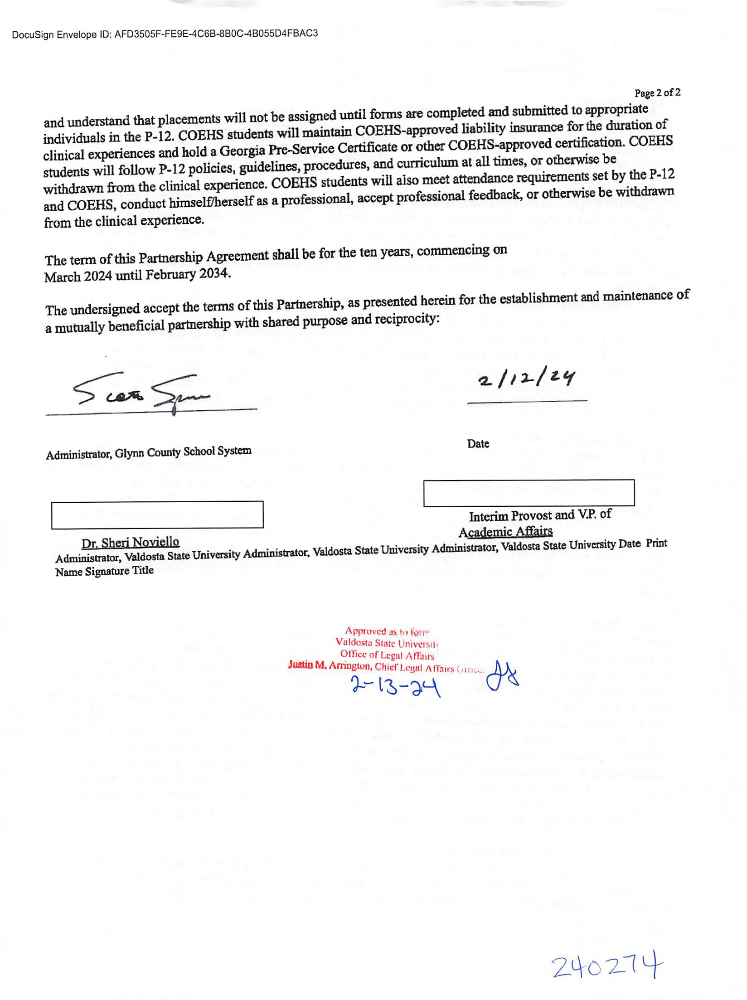 DocuSign Envelope ID: AFD3505F-FE9E-4C6B-8B0C-4B055D4FBAC3
Page 2 of 2
and understand that placements will not be assigned until forms are completed and submitted to appropriate
individuals in the P-12. COEHS students will maintain COEHS-approved liability insurance for the duration of
clinical experiences and hold a Georgia Pre-Service Certificate or other COEHS-approved certification. COEHS
students will follow P-12 policies, guidelines, procedures, and curriculum at all times, or otherwise be
withdrawn from the clinical experience. COEHS students will also meet attendance requirements set by the P-12
and COEHS, conduct himself/herself as a professional, accept professional feedback, or otherwise be withdrawn
from the clinical experience.
The term of this Partnership Agreement shall be for the ten years, commencing on
March 2024 until February 2034.
The undersigned accept the terms of this Partnership, as presented herein for the establishment and maintenance of
a mutually beneficial partnership with shared purpose and reciprocity:
Scott
2/12/24
Administrator, Glynn County School System
Date
Interim Provost and V.P. of
Academic Affairs
Dr. Sheri Noviello
Administrator, Valdosta State University Administrator, Valdosta State University Administrator, Valdosta State University Date Print
Name Signature Title
Approved as to form
Valdosta State University
Office of Legal Affairs
Justin M. Arrington, Chief Legal Affairs Officer
2-13-24
240274